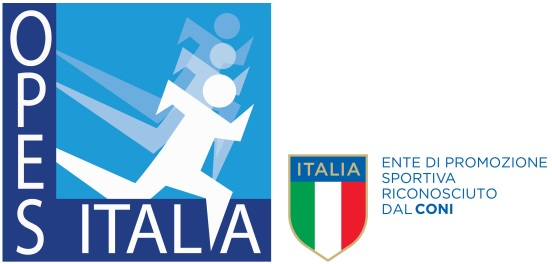 OPES
ITALIA
ITALIA
ENTE DI PROMOZIONE
SPORTIVA
RICONOSCIUTO
DAL CONI